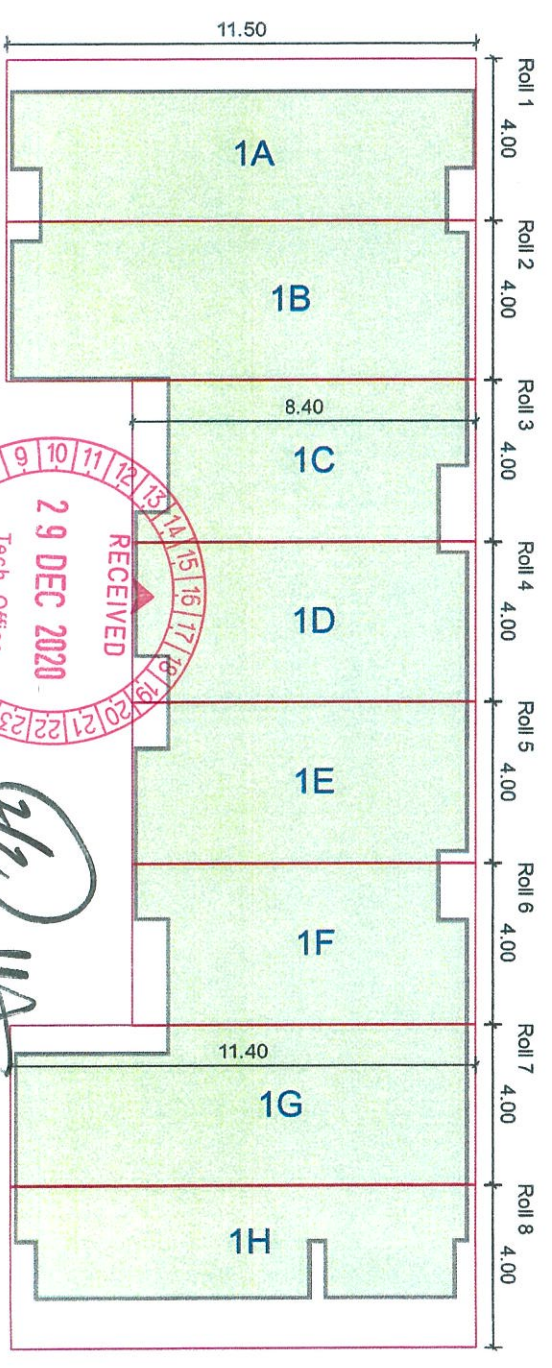 11.50
Roll 1
4.00
Roll 2
4.00
Roll 3
4.00
Roll 4
4.00
Roll 5
4.00
Roll 6
4.00
Roll 7
4.00
Roll 8
4.00
1A
1B
8.40
1C
1D
1E
1F
11.40
1G
1H
9 10 11 12 13 14 15 16 17 18 19 20 21 22 23
RECEIVED
29 DEC 2020
Tech Office